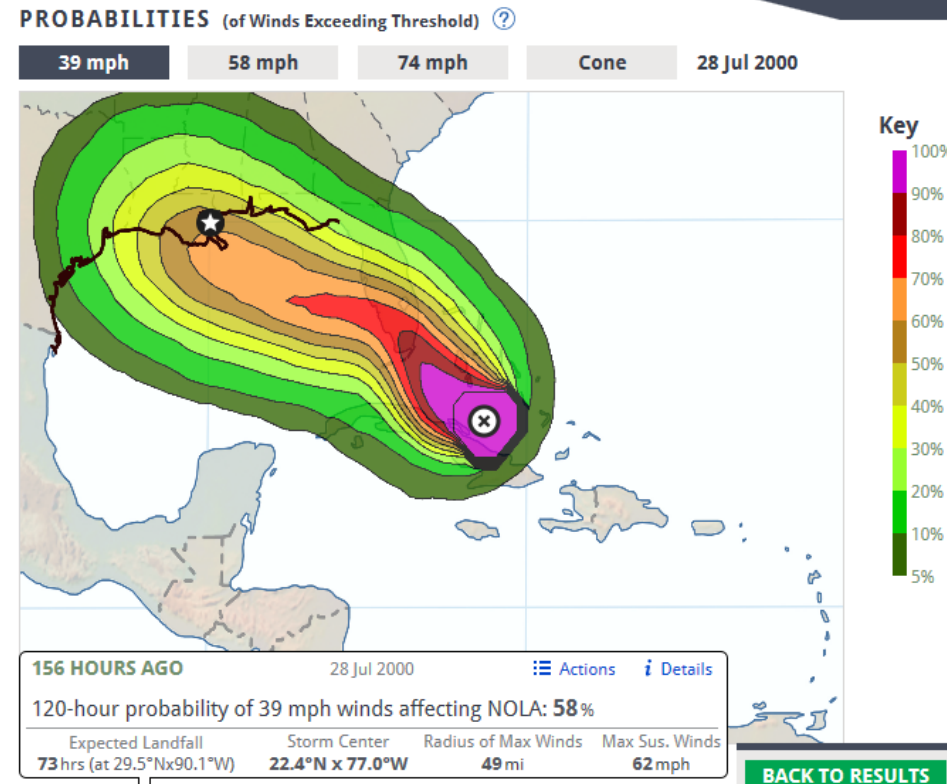 PROBABILITIES (of Winds Exceeding Threshold) ?
39 mph 58 mph 74 mph Cone 28 Jul 2000
Key
100%
90%
80%
70%
60%
50%
40%
30%
20%
10%
5%
156 HOURS AGO 28 Jul 2000 Actions i Details
120-hour probability of 39 mph winds affecting NOLA: 58%
Expected Landfall Storm Center Radius of Max Winds Max Sus. Winds
73 hrs (at 29.5°Nx90.1°W) 22.4°N x 77.0°W 49 mi 62 mph
BACK TO RESULTS